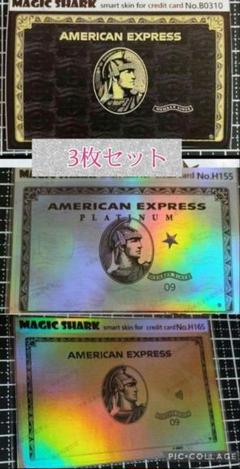 MAGIC SHARK smart skin for credit card No.B0310
AMERICAN EXPRESS
3枚セット
card No.H155
AMERICAN EXPRESS
PLATINUM
09
MAGIC SHARK smart skin for credit card No.H165
AMERICAN EXPRESS
09
PIC•COLLAGE